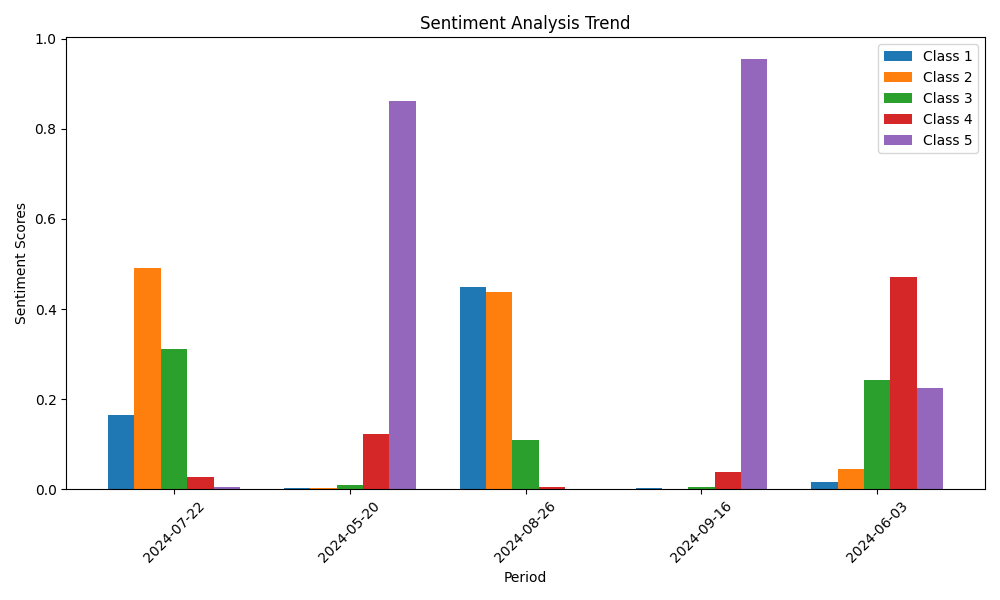 Sentiment Analysis Trend
1.0
0.8
0.6
0.4
0.2
0.0
Sentiment Scores
Class 1
Class 2
Class 3
Class 4
Class 5
2024-07-22
2024-05-20
2024-08-26
2024-09-16
2024-06-03
Period